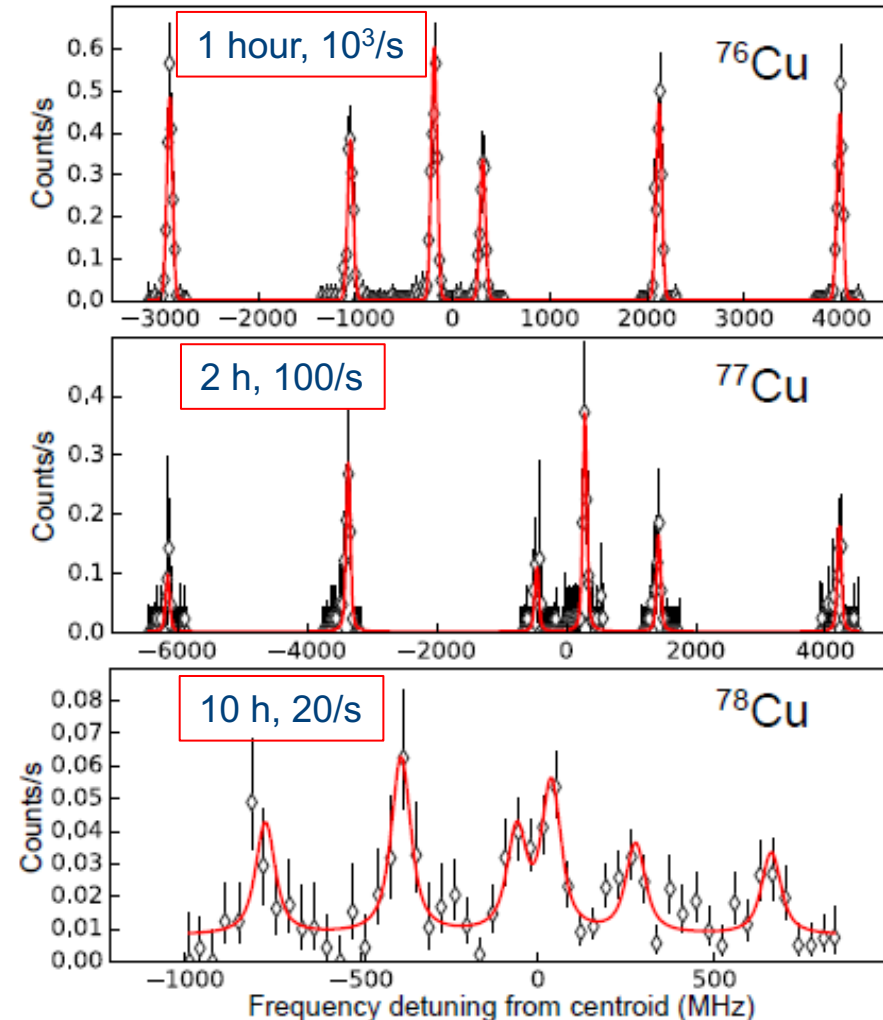 1 hour, 10³/s
⁷⁶Cu
Counts/s
0.6
0.5
0.4
0.3
0.2
0.1
0,0
−3000 −2000 −1000 0 1000 2000 3000 4000
2 h, 100/s
⁷⁷Cu
Counts/s
0.4
0.3
0.2
0.1
0.0
−6000 −4000 −2000 0 2000 4000
10 h, 20/s
⁷⁸Cu
Counts/s
0.08
0.07
0.06
0.05
0.04
0.03
0.02
0.01
0.00
−1000 −500 0 500
Frequency detuning from centroid (MHz)